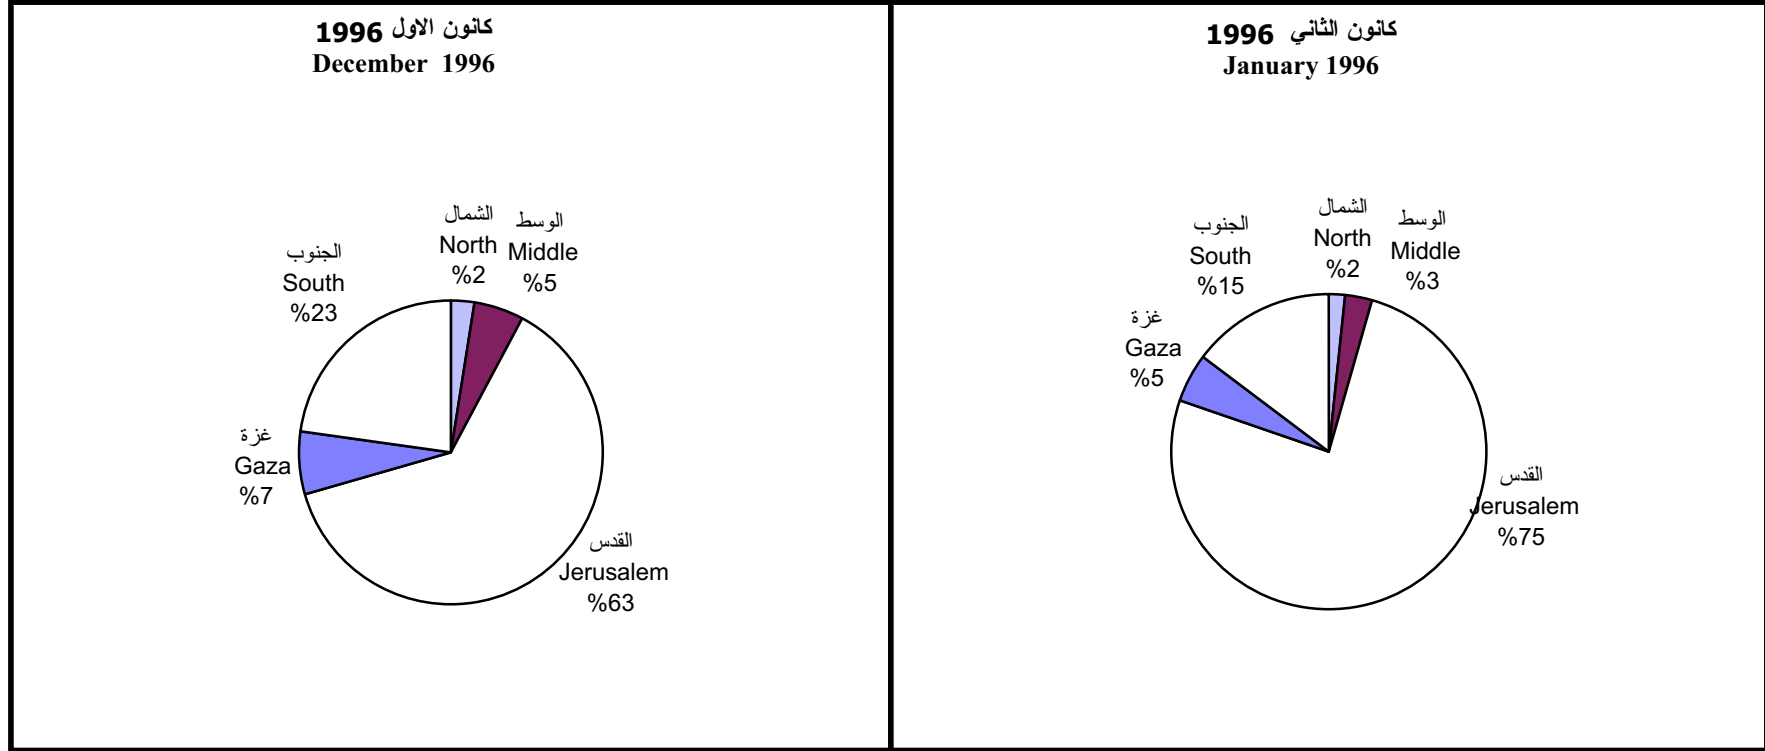 كانون الاول 1996
December 1996
الشمال
North
%2
الوسط
Middle
%5
الجنوب
South
%23
غزة
Gaza
%7
القدس
Jerusalem
%63
كانون الثاني 1996
January 1996
الشمال
North
%2
الوسط
Middle
%3
الجنوب
South
%15
غزة
Gaza
%5
القدس
Jerusalem
%75